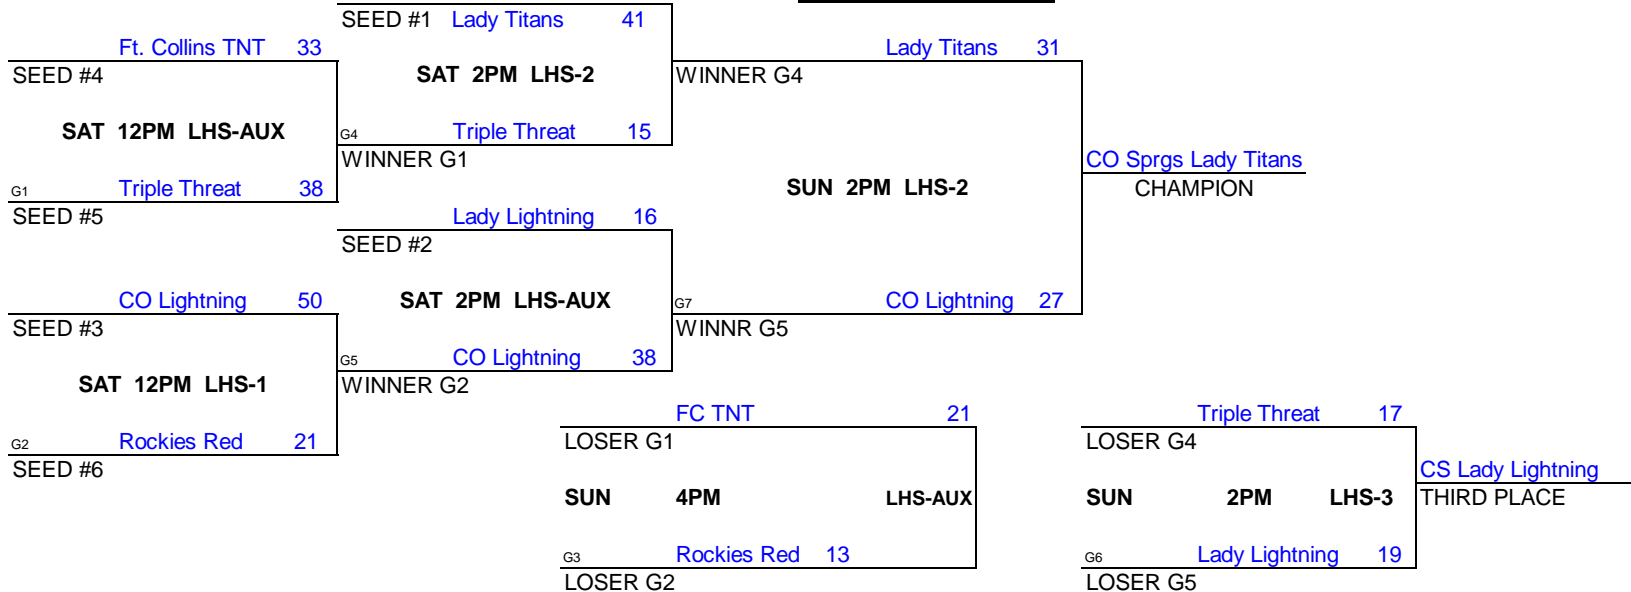 SEED #1 Lady Titans 41
Ft. Collins TNT 33
Lady Titans 31
SEED #4
SAT 2PM LHS-2
WINNER G4
SAT 12PM LHS-AUX
G4 Triple Threat 15
WINNER G1
CO Sprgs Lady Titans
G1 Triple Threat 38
SUN 2PM LHS-2
CHAMPION
SEED #5
Lady Lightning 16
SEED #2
CO Lightning 50
SAT 2PM LHS-AUX
G7 CO Lightning 27
SEED #3
WINNR G5
G5 CO Lightning 38
SAT 12PM LHS-1
WINNER G2
FC TNT 21
Triple Threat 17
G2 Rockies Red 21
LOSER G1
LOSER G4
SEED #6
CS Lady Lightning
SUN 4PM LHS-AUX
SUN 2PM LHS-3
THIRD PLACE
G3 Rockies Red 13
G6 Lady Lightning 19
LOSER G2
LOSER G5